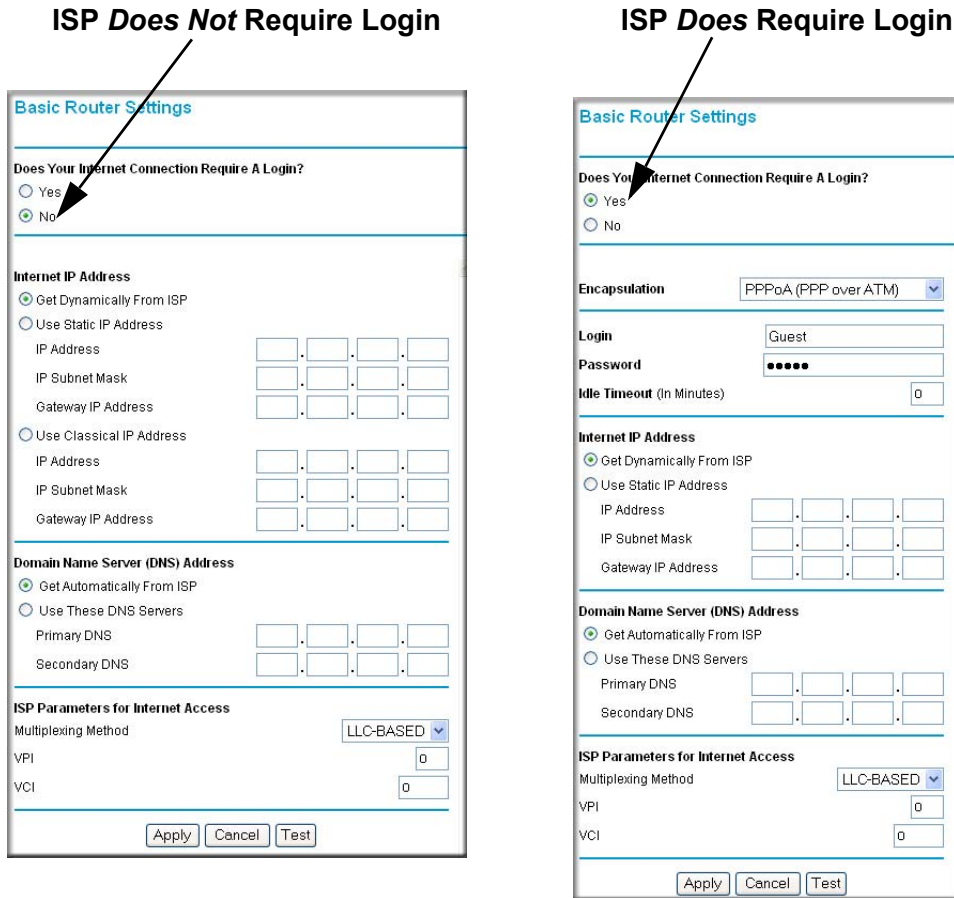 ISP Does Not Require Login
Basic Router Settings
Does Your Internet Connection Require A Login?
Yes
No
Internet IP Address
Get Dynamically From ISP
Use Static IP Address
IP Address . . .
IP Subnet Mask . . .
Gateway IP Address . . .
Use Classical IP Address
IP Address . . .
IP Subnet Mask . . .
Gateway IP Address . . .
Domain Name Server (DNS) Address
Get Automatically From ISP
Use These DNS Servers
Primary DNS . . .
Secondary DNS . . .
ISP Parameters for Internet Access
Multiplexing Method LLC-BASED
VPI 0
VCI 0
Apply Cancel Test
ISP Does Require Login
Basic Router Settings
Does Your Internet Connection Require A Login?
Yes
No
Encapsulation PPPoA (PPP over ATM)
Login Guest
Password •••••
Idle Timeout (In Minutes) 0
Internet IP Address
Get Dynamically From ISP
Use Static IP Address
IP Address . . .
IP Subnet Mask . . .
Gateway IP Address . . .
Domain Name Server (DNS) Address
Get Automatically From ISP
Use These DNS Servers
Primary DNS . . .
Secondary DNS . . .
ISP Parameters for Internet Access
Multiplexing Method LLC-BASED
VPI 0
VCI 0
Apply Cancel Test